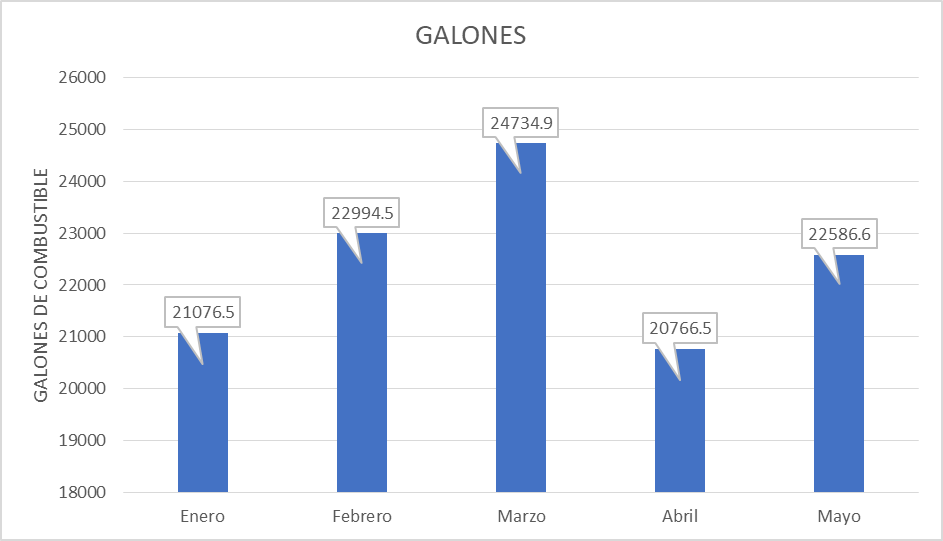 GALONES
GALONES DE COMBUSTIBLE
26000
25000
24000
23000
22000
21000
20000
19000
18000
21076.5
22994.5
24734.9
20766.5
22586.6
Enero
Febrero
Marzo
Abril
Mayo